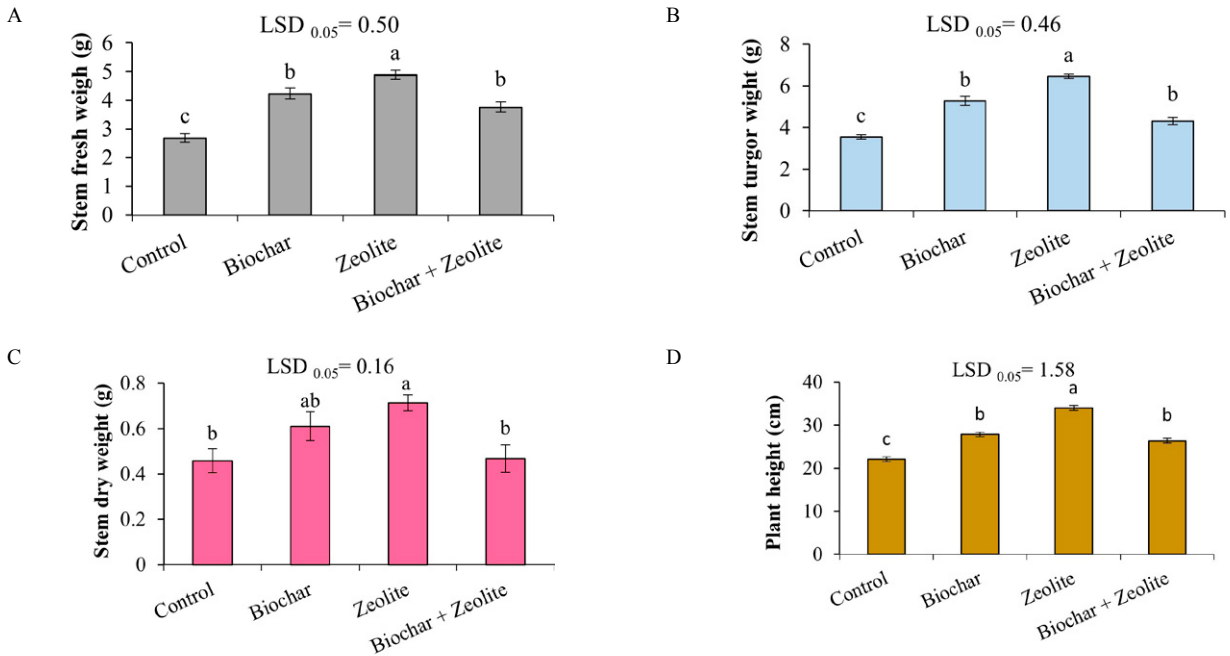 A
LSD 0.05= 0.50
Stem fresh weigh (g)
6
5
4
3
2
1
0
c
b
a
b
Control
Biochar
Zeolite
Biochar + Zeolite
B
LSD 0.05= 0.46
Stem turgor wight (g)
8
6
4
2
0
c
b
a
b
Control
Biochar
Zeolite
Biochar + Zeolite
C
LSD 0.05= 0.16
Stem dry weight (g)
0.8
0.6
0.4
0.2
0
b
ab
a
b
Control
Biochar
Zeolite
Biochar + Zeolite
D
LSD 0.05= 1.58
Plant height (cm)
40
30
20
10
0
c
b
a
b
Control
Biochar
Zeolite
Biochar + Zeolite